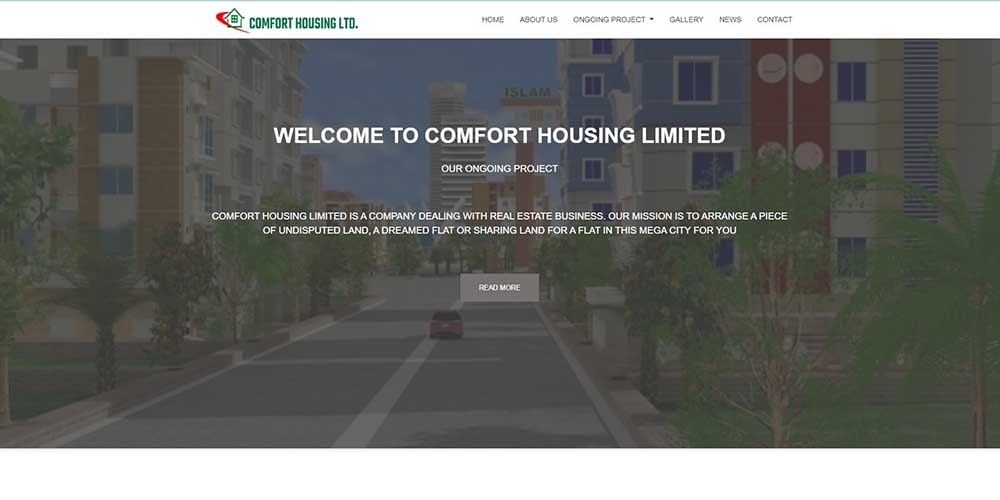 COMFORT HOUSING LTD.
HOME ABOUT US ONGOING PROJECT GALLERY NEWS CONTACT
ISLAM
WELCOME TO COMFORT HOUSING LIMITED
OUR ONGOING PROJECT
COMFORT HOUSING LIMITED IS A COMPANY DEALING WITH REAL ESTATE BUSINESS. OUR MISSION IS TO ARRANGE A PIECE
OF UNDISPUTED LAND, A DREAMED FLAT OR SHARING LAND FOR A FLAT IN THIS MEGA CITY FOR YOU
READ MORE